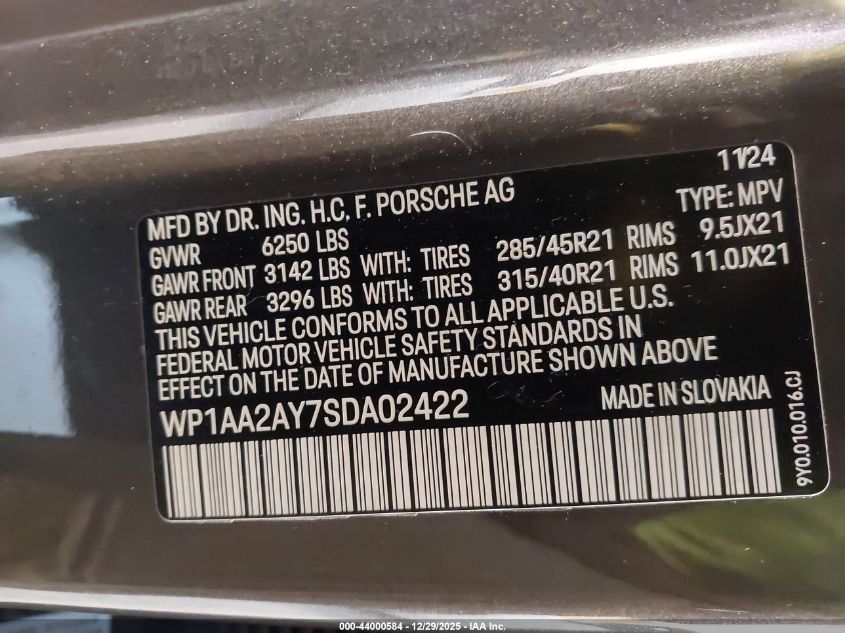 11/24
MFD BY DR. ING. H.C. F. PORSCHE AG
TYPE: MPV
GVWR 6250 LBS
GAWR FRONT 3142 LBS WITH: TIRES 285/45R21 RIMS 9.5JX21
GAWR REAR 3296 LBS WITH: TIRES 315/40R21 RIMS 11.0JX21
THIS VEHICLE CONFORMS TO ALL APPLICABLE U.S.
FEDERAL MOTOR VEHICLE SAFETY STANDARDS IN
EFFECT ON THE DATE OF MANUFACTURE SHOWN ABOVE
WP1AA2AY7SDA02422
MADE IN SLOVAKIA
9Y0.010.016.CJ
000-44000584 - 12/29/2025 - IAA Inc.